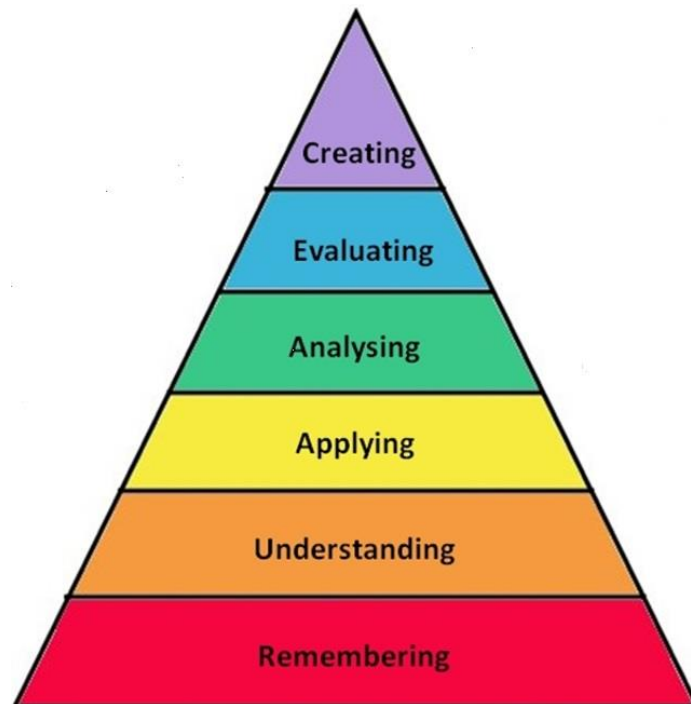 Creating
Evaluating
Analysing
Applying
Understanding
Remembering